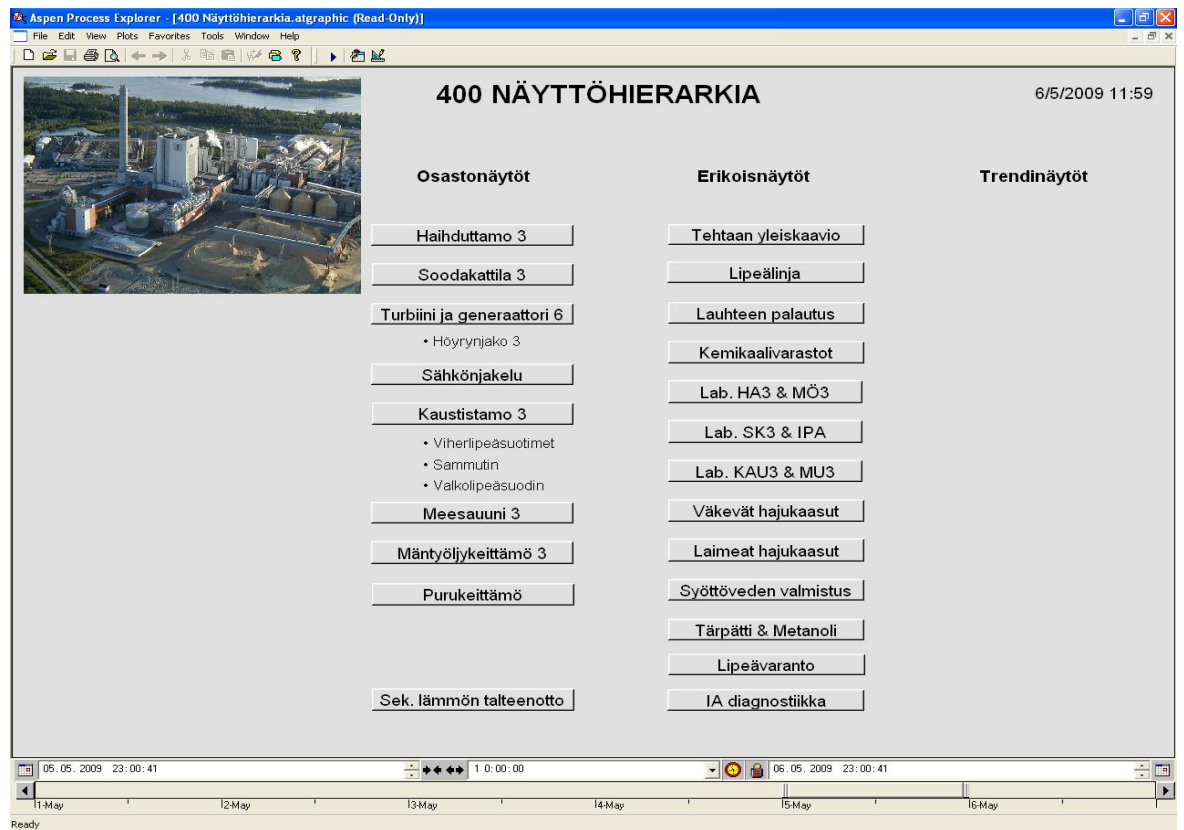 Aspen Process Explorer - [400 Näyttöhierarkia.atgraphic (Read-Only)]
File Edit View Plots Favorites Tools Window Help
400 NÄYTTÖHIERARKIA
6/5/2009 11:59
Osastonäytöt
Erikoisnäytöt
Trendinäytöt
Haihduttamo 3
Soodakattila 3
Turbiini ja generaattori 6
• Höyrynjako 3
Sähkönjakelu
Kaustistamo 3
• Viherlipeäsuotimet
• Sammutin
• Valkolipeäsuodin
Meesauuni 3
Mäntyöljykeittämö 3
Purukeittämö
Sek. lämmön talteenotto
Tehtaan yleiskaavio
Lipeälinja
Lauhteen palautus
Kemikaalivarastot
Lab. HA3 & MÖ3
Lab. SK3 & IPA
Lab. KAU3 & MU3
Väkevät hajukaasut
Laimeat hajukaasut
Syöttöveden valmistus
Tärpätti & Metanoli
Lipeävaranto
IA diagnostiikka
05.05.2009 23:00:41
1 0:00:00
06.05.2009 23:00:41
1-May 2-May 3-May 4-May 5-May 6-May
Ready